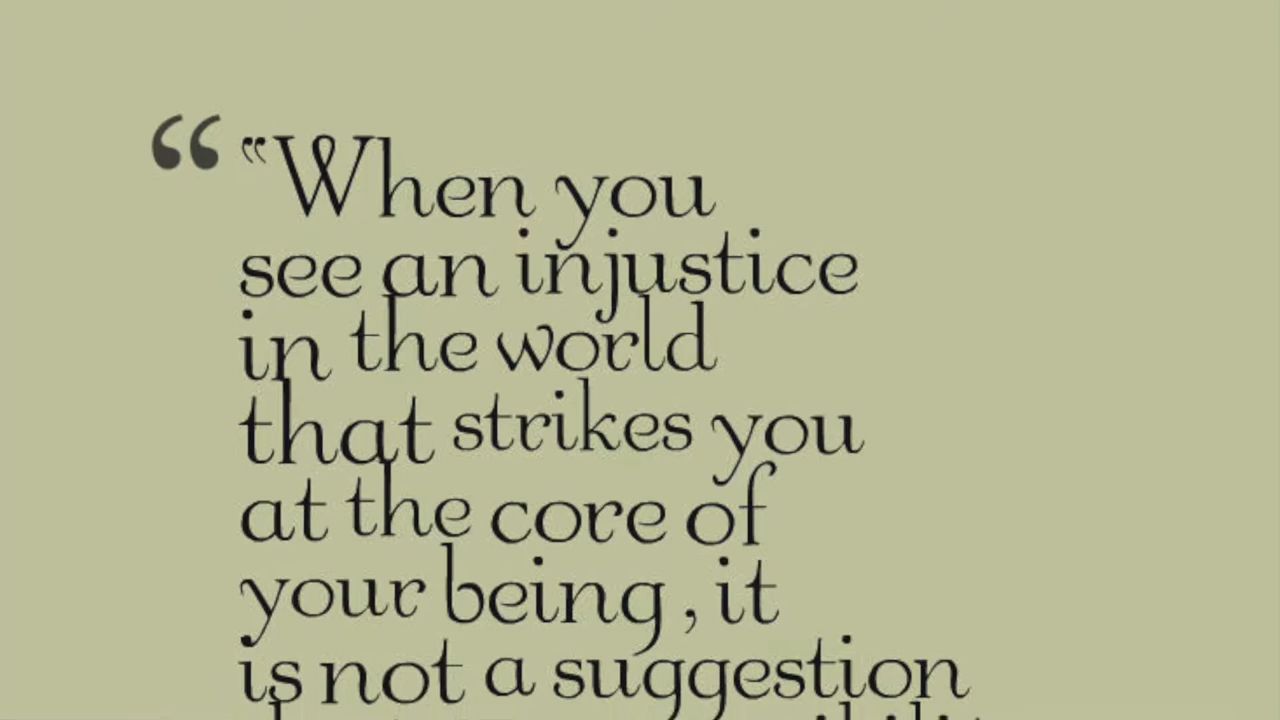 “ “When you
see an injustice
in the world
that strikes you
at the core of
your being , it
is not a suggestion